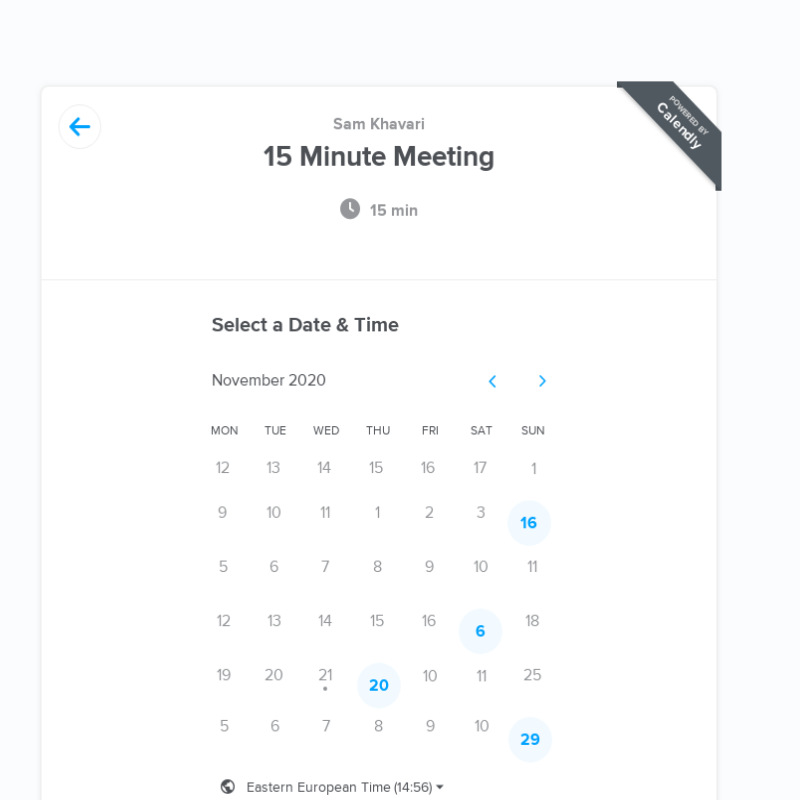 POWERED BY
Calendly
Sam Khavari
15 Minute Meeting
15 min
Select a Date & Time
November 2020
MON TUE WED THU FRI SAT SUN
12 13 14 15 16 17 1
9 10 11 1 2 3 16
5 6 7 8 9 10 11
12 13 14 15 16 6 18
19 20 21 20 10 11 25
5 6 7 8 9 10 29
Eastern European Time (14:56)